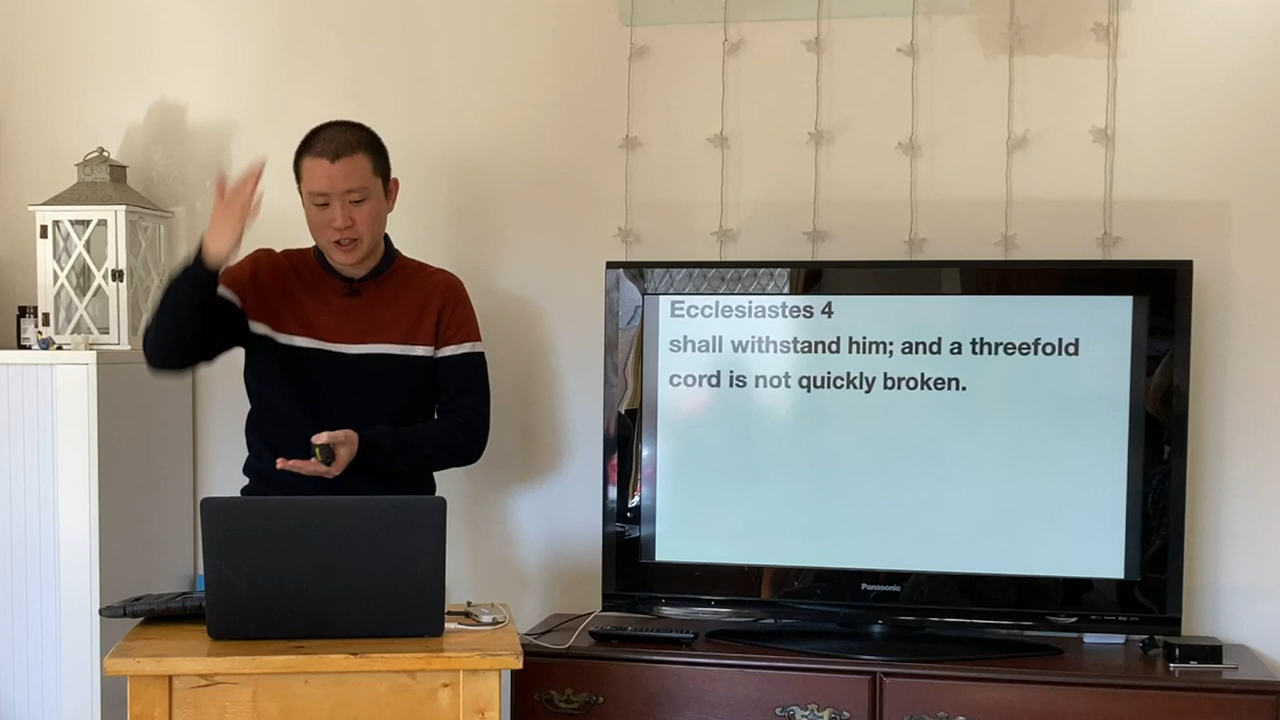 Ecclesiastes 4
shall withstand him; and a threefold
cord is not quickly broken.
Panasonic